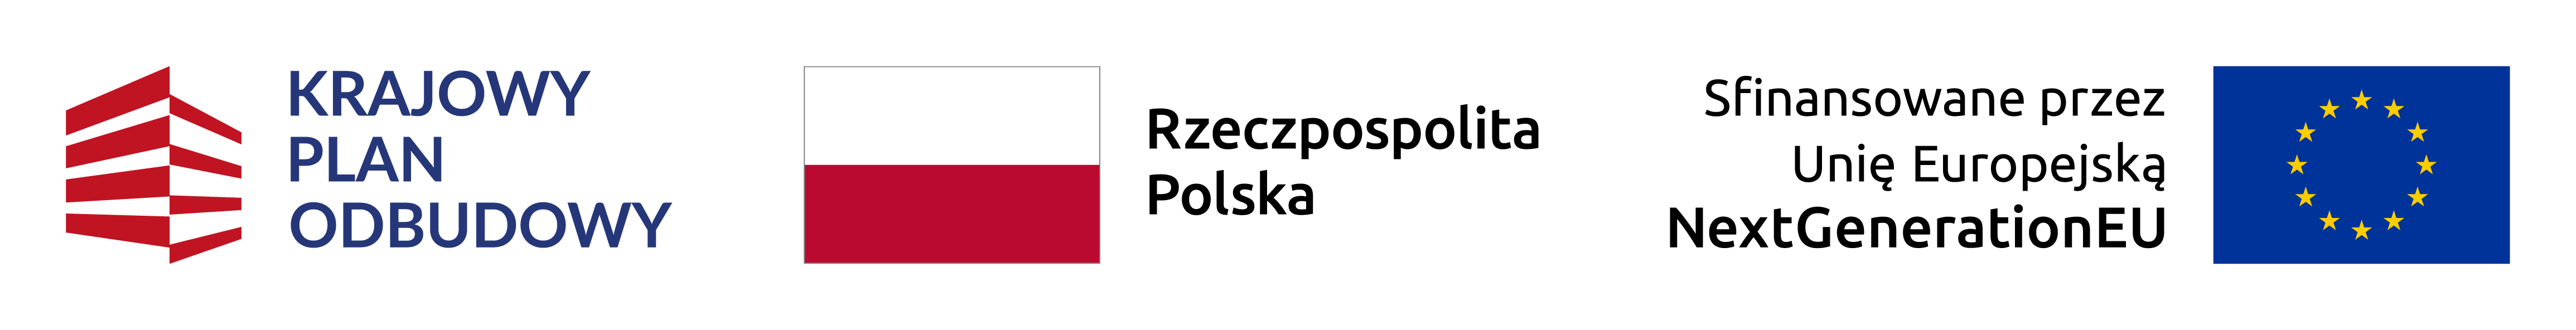 KRAJOWY
PLAN
ODBUDOWY
Rzeczpospolita
Polska
Sfinansowane przez
Unię Europejską
NextGenerationEU